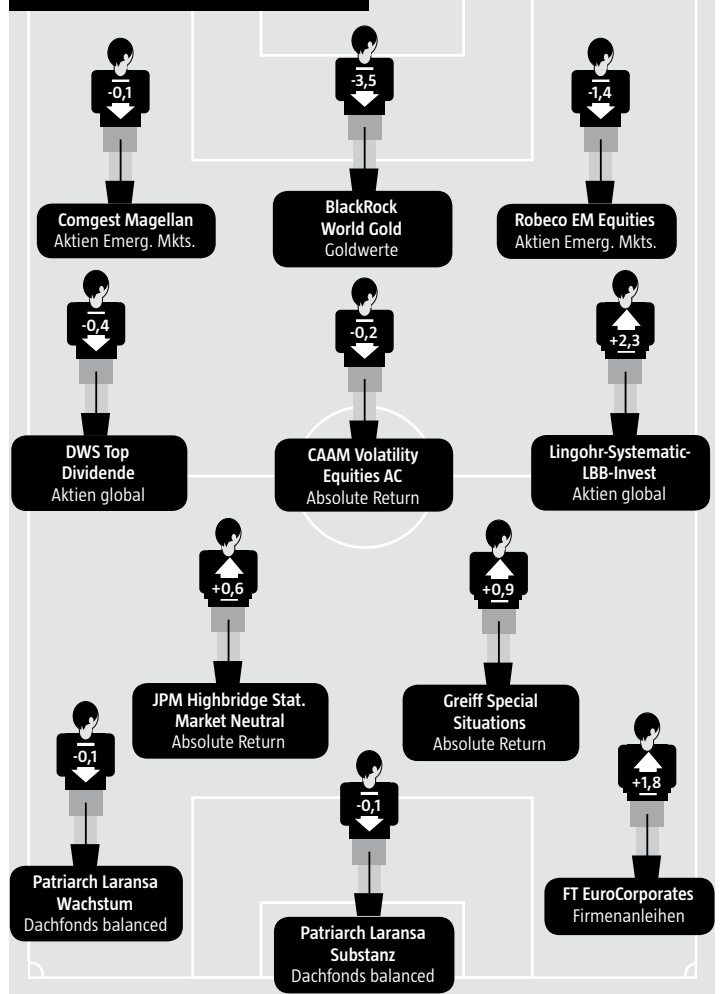 -0,1
Comgest Magellan
Aktien Emerg. Mkts.
-3,5
BlackRock
World Gold
Goldwerte
-1,4
Robeco EM Equities
Aktien Emerg. Mkts.
-0,4
DWS Top
Dividende
Aktien global
-0,2
CAAM Volatility
Equities AC
Absolute Return
+2,3
Lingohr-Systematic-
LBB-Invest
Aktien global
+0,6
JPM Highbridge Stat.
Market Neutral
Absolute Return
+0,9
Greiff Special
Situations
Absolute Return
-0,1
Patriarch Laransa
Wachstum
Dachfonds balanced
-0,1
Patriarch Laransa
Substanz
Dachfonds balanced
+1,8
FT EuroCorporates
Firmenanleihen